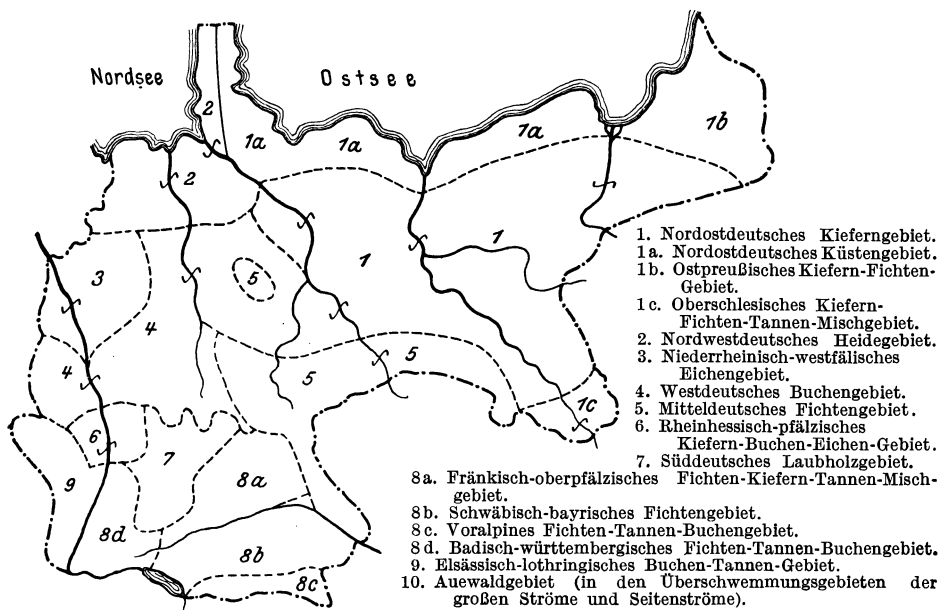 Nordsee
Ostsee
2
1a
1a
1a
1b
2
1
1
3
5
4
5
4
5
1c
6
7
9
8a
8d
8b
8c
1. Nordostdeutsches Kieferngebiet.
1a. Nordostdeutsches Küstengebiet.
1b. Ostpreußisches Kiefern-Fichten-
Gebiet.
1c. Oberschlesisches Kiefern-
Fichten-Tannen-Mischgebiet.
2. Nordwestdeutsches Heidegebiet.
3. Niederrheinisch-westfälisches
Eichengebiet.
4. Westdeutsches Buchengebiet.
5. Mitteldeutsches Fichtengebiet.
6. Rheinhessisch-pfälzisches
Kiefern-Buchen-Eichen-Gebiet.
7. Süddeutsches Laubholzgebiet.
8a. Fränkisch-oberpfälzisches Fichten-Kiefern-Tannen-Misch-
gebiet.
8b. Schwäbisch-bayrisches Fichtengebiet.
8c. Voralpines Fichten-Tannen-Buchengebiet.
8d. Badisch-württembergisches Fichten-Tannen-Buchengebiet.
9. Elsässisch-lothringisches Buchen-Tannen-Gebiet.
10. Auewaldgebiet (in den Überschwemmungsgebieten der
großen Ströme und Seitenströme).